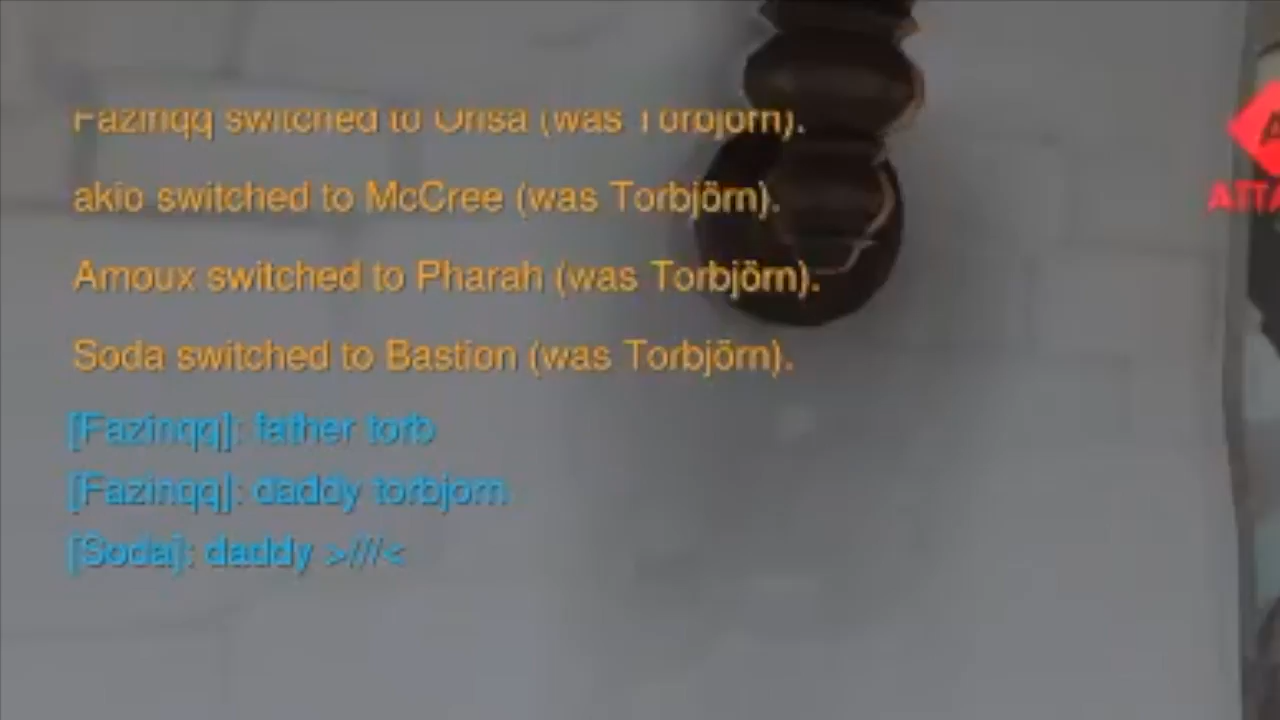 Fazinqq switched to Orisa (was Torbjörn).
akio switched to McCree (was Torbjörn).
Amoux switched to Pharah (was Torbjörn).
Soda switched to Bastion (was Torbjörn).
[Fazinqq]: father torb
[Fazinqq]: daddy torbjorn
[Soda]: daddy >///<
A
ATTA